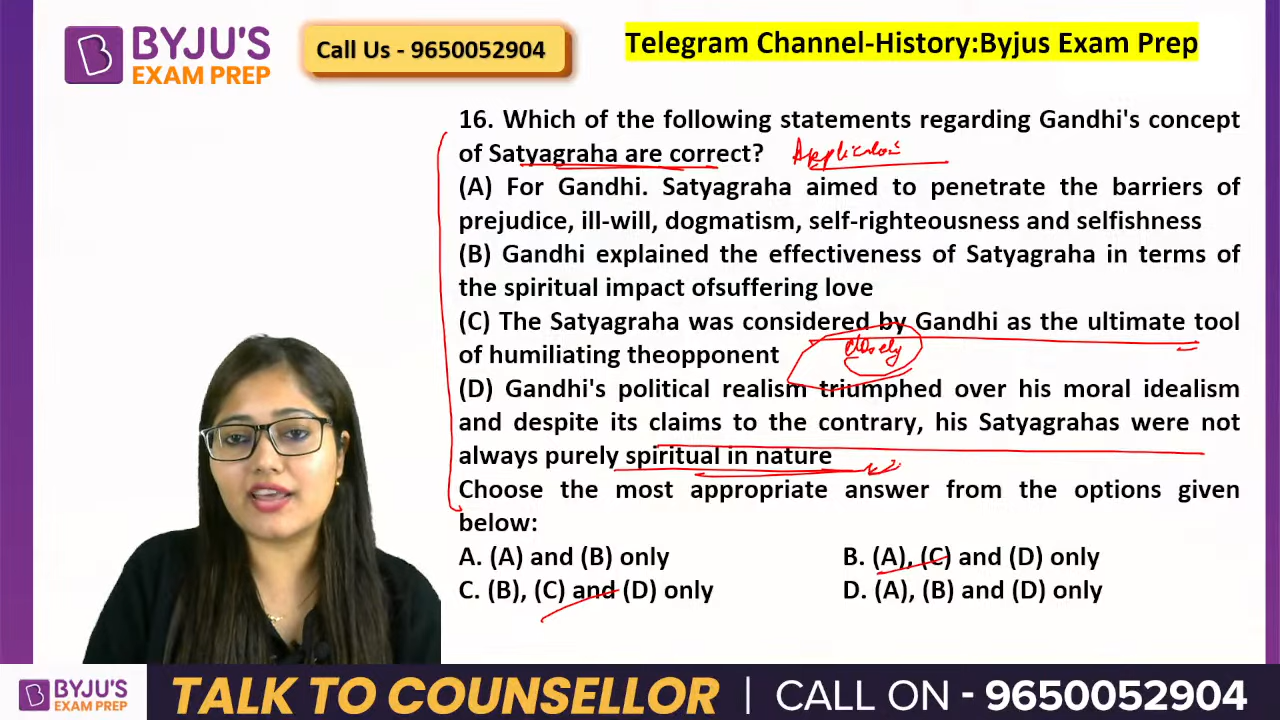 BYJU'S
EXAM PREP
Call Us - 9650052904
Telegram Channel-History:Byjus Exam Prep
16. Which of the following statements regarding Gandhi's concept
of Satyagraha are correct?
(A) For Gandhi. Satyagraha aimed to penetrate the barriers of
prejudice, ill-will, dogmatism, self-righteousness and selfishness
(B) Gandhi explained the effectiveness of Satyagraha in terms of
the spiritual impact ofsuffering love
(C) The Satyagraha was considered by Gandhi as the ultimate tool
of humiliating theopponent
closely
(D) Gandhi's political realism triumphed over his moral idealism
and despite its claims to the contrary, his Satyagrahas were not
always purely spiritual in nature
Choose the most appropriate answer from the options given
below:
A. (A) and (B) only B. (A), (C) and (D) only
C. (B), (C) and (D) only D. (A), (B) and (D) only
BYJU'S
EXAM PREP
TALK TO COUNSELLOR | CALL ON - 9650052904